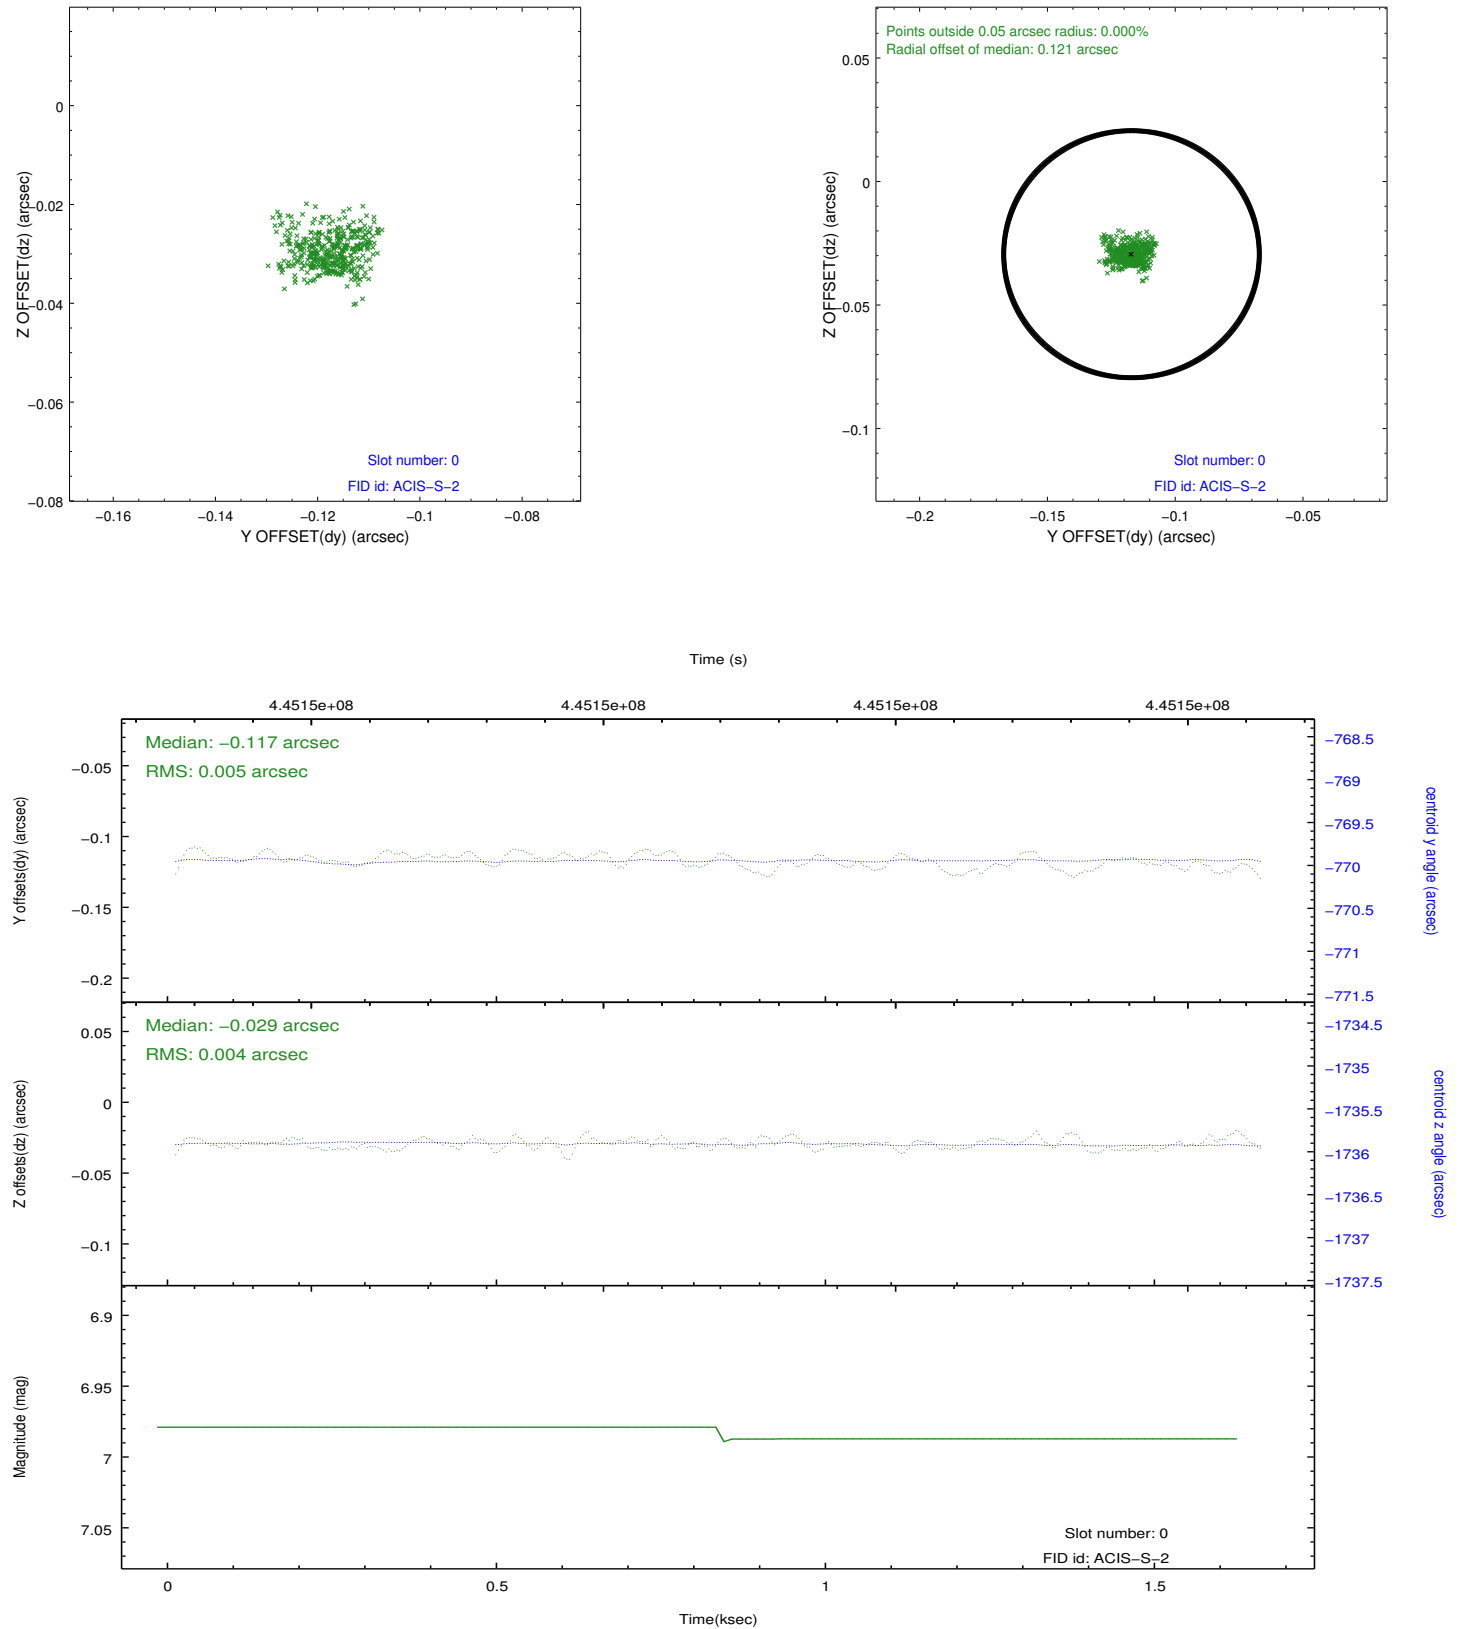 0
−0.02
−0.04
−0.06
−0.08
Z OFFSET(dz) (arcsec)
Slot number: 0
FID id: ACIS−S−2
−0.16
−0.14
−0.12
−0.1
−0.08
Y OFFSET(dy) (arcsec)
Points outside 0.05 arcsec radius: 0.000%
Radial offset of median: 0.121 arcsec
0.05
0
−0.05
−0.1
Z OFFSET(dz) (arcsec)
Slot number: 0
FID id: ACIS−S−2
−0.2
−0.15
−0.1
−0.05
Y OFFSET(dy) (arcsec)
Time (s)
4.4515e+08
4.4515e+08
4.4515e+08
4.4515e+08
Median: −0.117 arcsec
RMS: 0.005 arcsec
−0.05
−0.1
−0.15
−0.2
Y offsets(dy) (arcsec)
−768.5
−769
−769.5
−770
−770.5
−771
−771.5
centroid y angle (arcsec)
Median: −0.029 arcsec
RMS: 0.004 arcsec
0.05
0
−0.05
−0.1
Z offsets(dz) (arcsec)
−1734.5
−1735
−1735.5
−1736
−1736.5
−1737
−1737.5
centroid z angle (arcsec)
6.9
6.95
7
7.05
Magnitude (mag)
Slot number: 0
FID id: ACIS−S−2
0
0.5
1
1.5
Time(ksec)